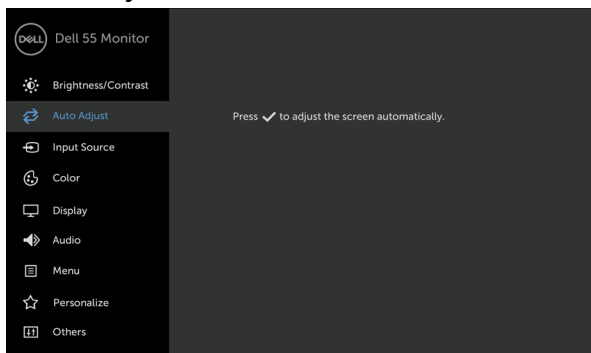 DELL Dell 55 Monitor
Brightness/Contrast
Auto Adjust
Press ✓ to adjust the screen automatically.
Input Source
Color
Display
Audio
Menu
Personalize
Others